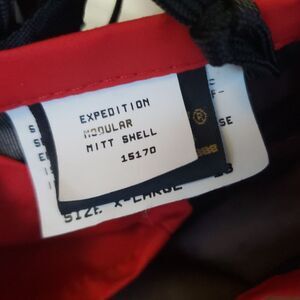 EXPEDITION
MODULAR
MITT SHELL
15170
®
SIZE X-LARGE